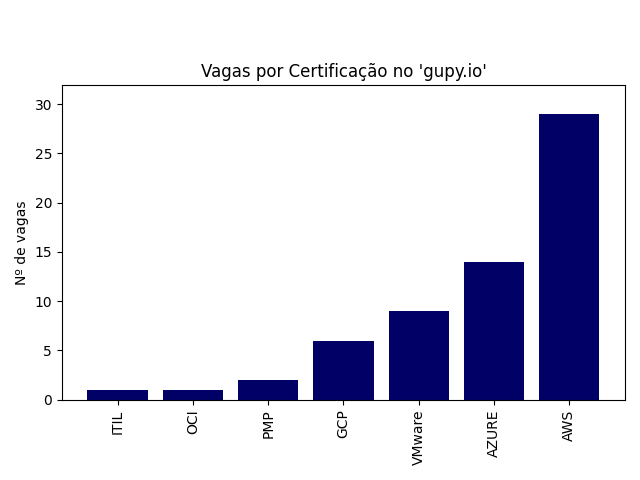 Vagas por Certificação no 'gupy.io'
Nº de vagas
30
25
20
15
10
5
0
ITIL
OCI
PMP
GCP
VMware
AZURE
AWS